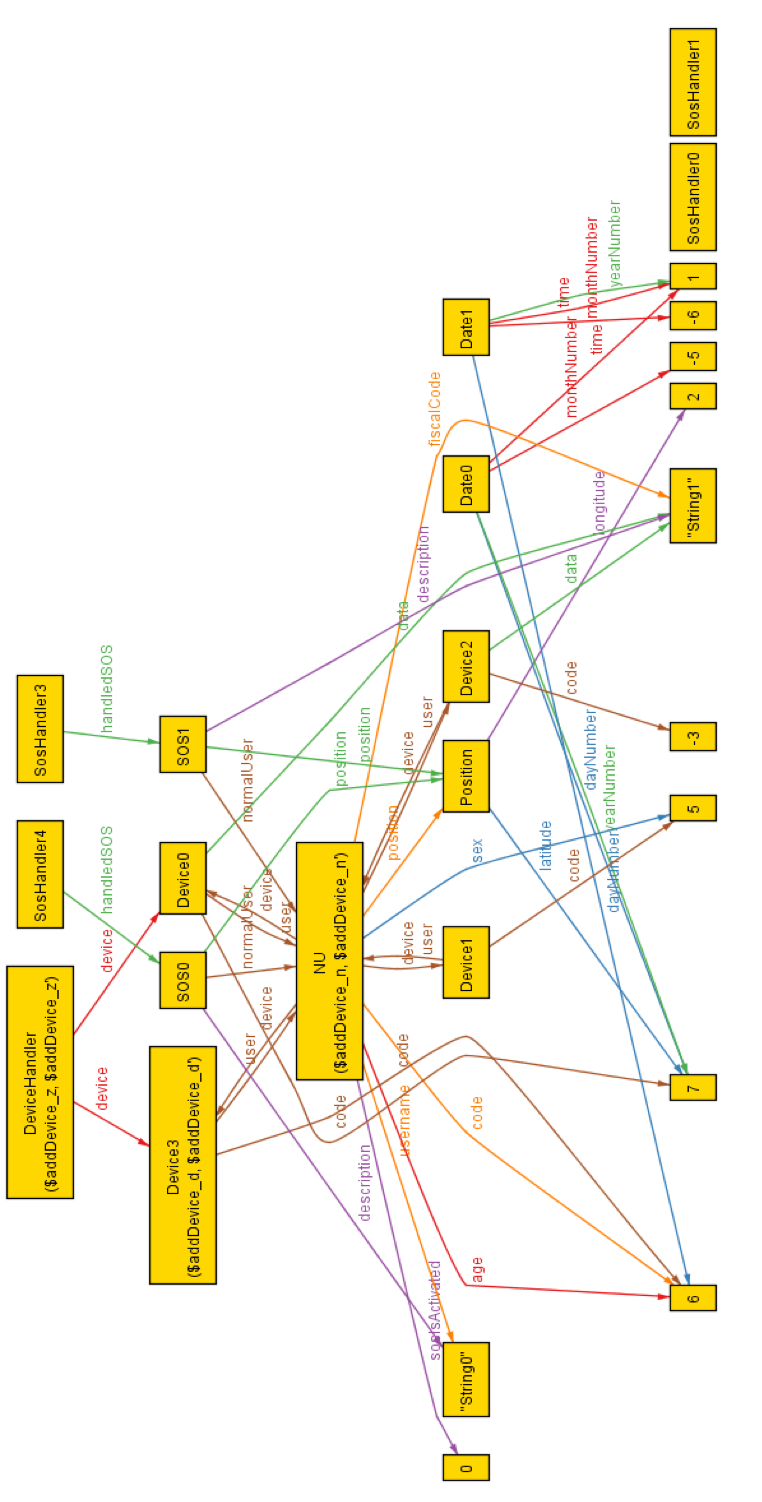 DeviceHandler
($addDevice_z, $addDevice_z')
SosHandler4
SosHandler3
device
device
handledSOS
handledSOS
Device3
($addDevice_d, $addDevice_d')
SOS0
Device0
SOS1
user
device
normalUser
device
user
normalUser
NU
($addDevice_n, $addDevice_n')
description
code
position
position
code
username
device
user
position
device
user
data
description
fiscalCode
sosIsActivated
0
"String0"
Device1
Position
Device2
Date0
Date1
age
code
sex
latitude
code
dayNumber
dayNumber
yearNumber
code
data
longitude
monthNumber
time
time
monthNumber
yearNumber
6
7
5
-3
"String1"
2
-5
-6
1
SosHandler0
SosHandler1